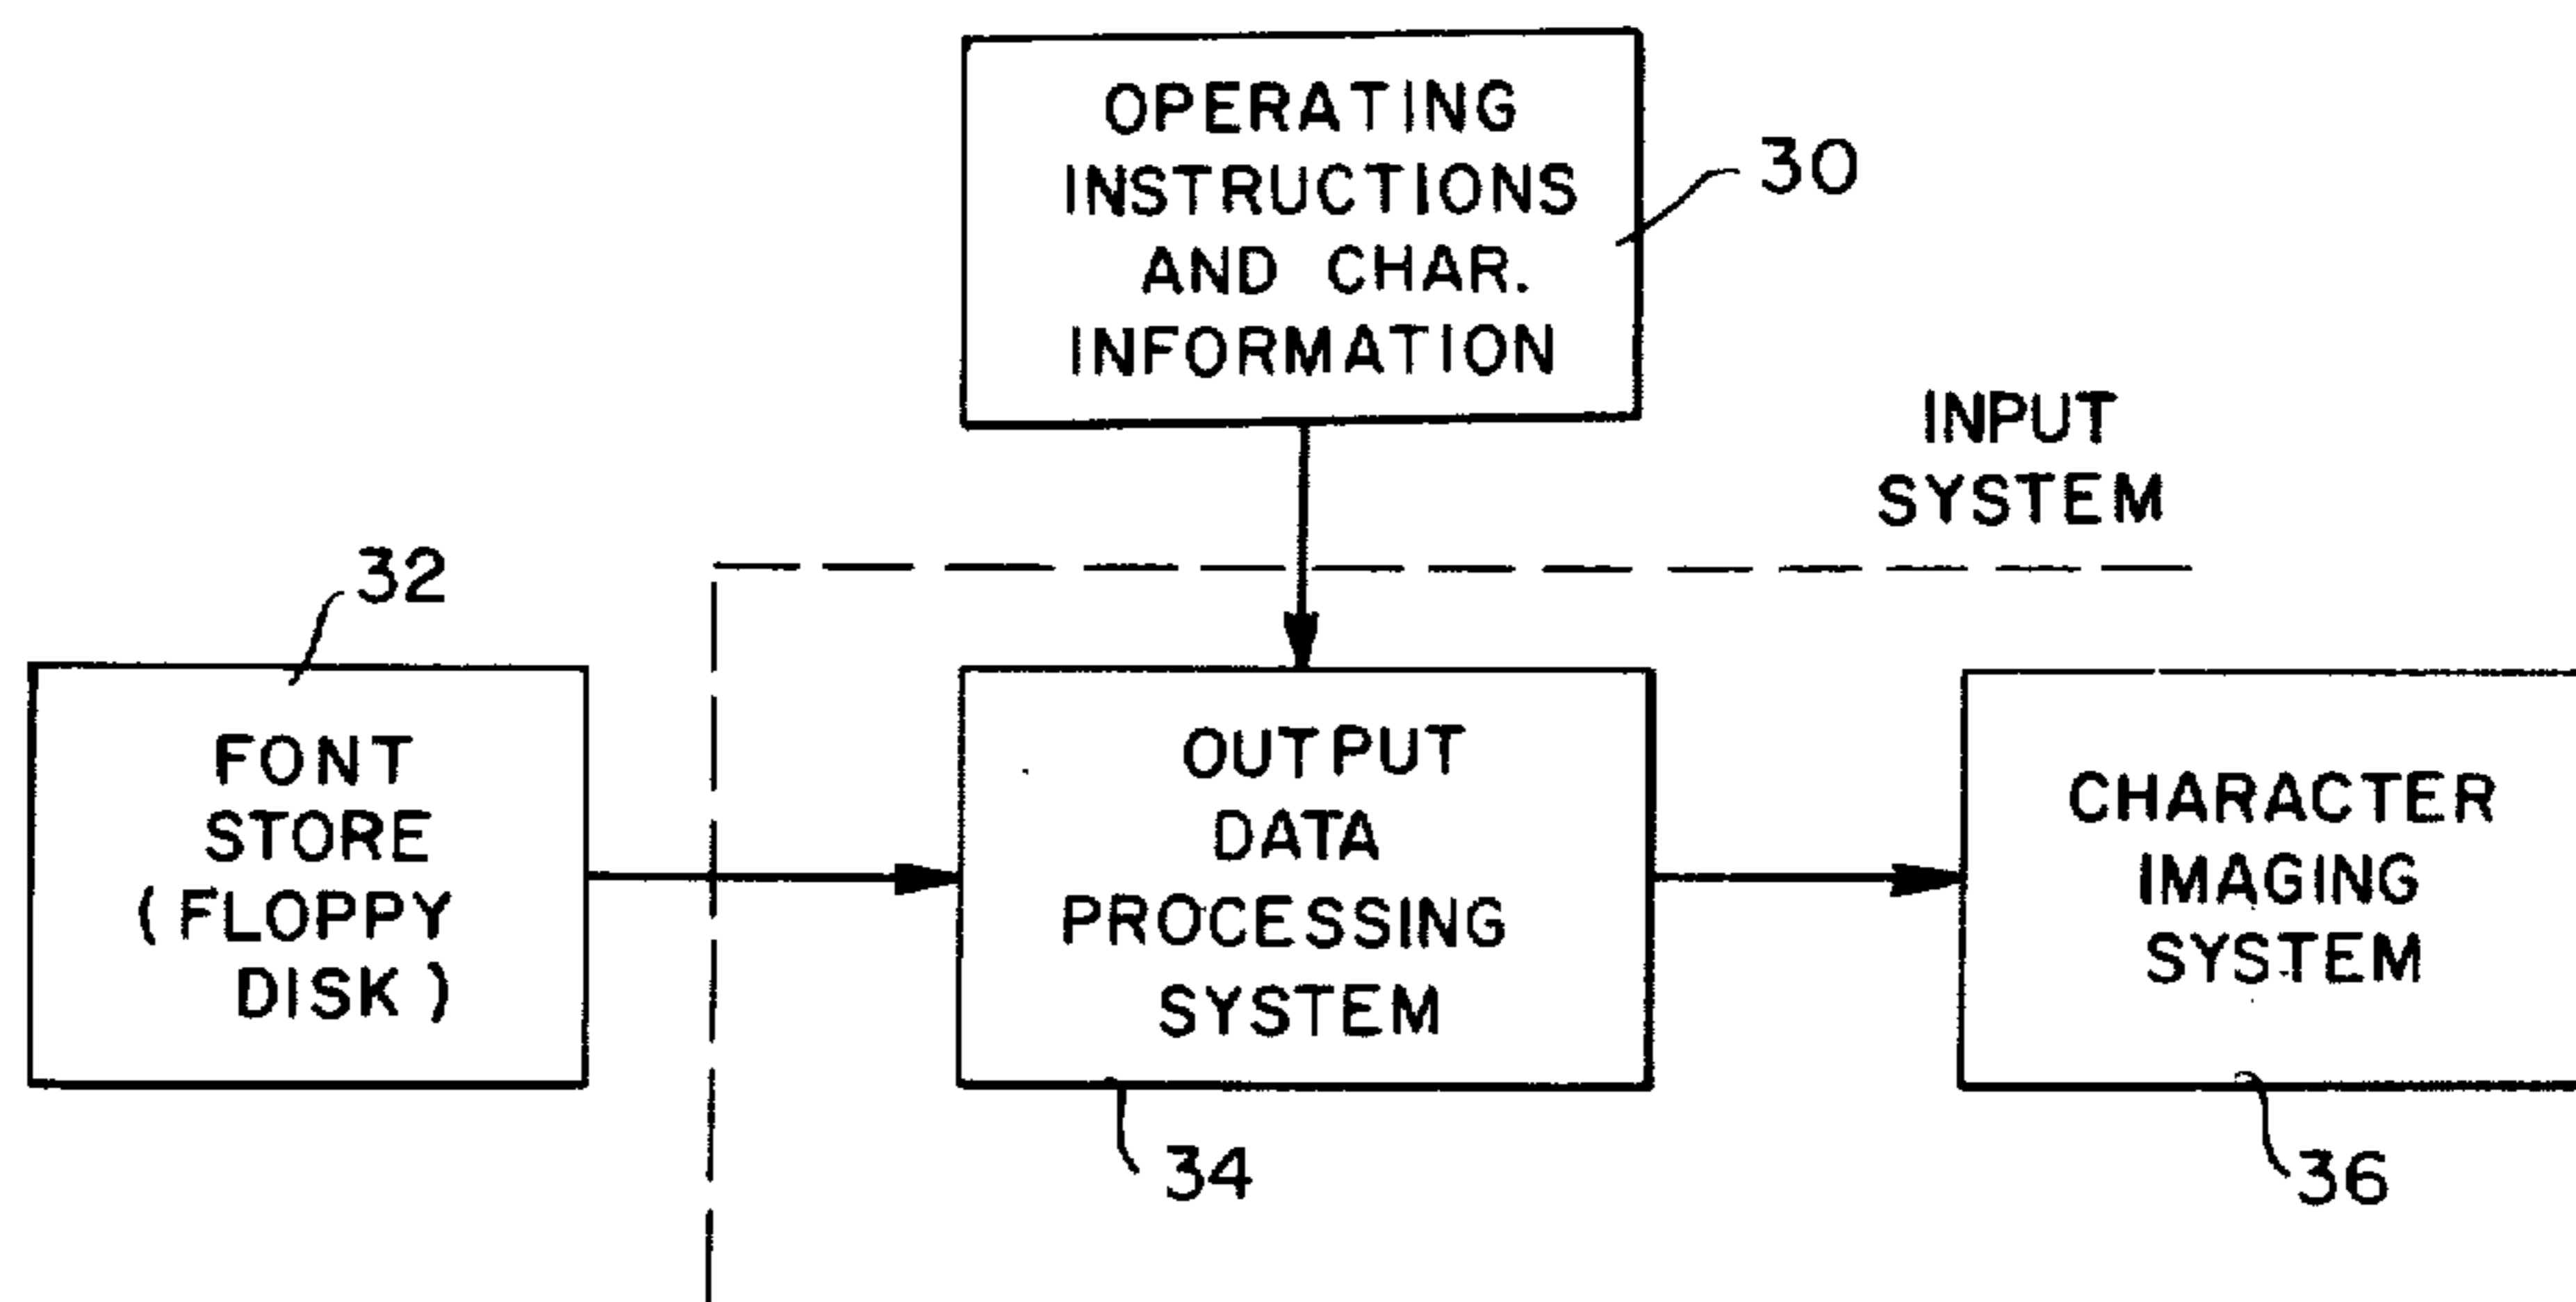 OPERATING
INSTRUCTIONS
AND CHAR.
INFORMATION
30
INPUT
SYSTEM
32
FONT
STORE
(FLOPPY
DISK)
OUTPUT
DATA
PROCESSING
SYSTEM
34
CHARACTER
IMAGING
SYSTEM
36